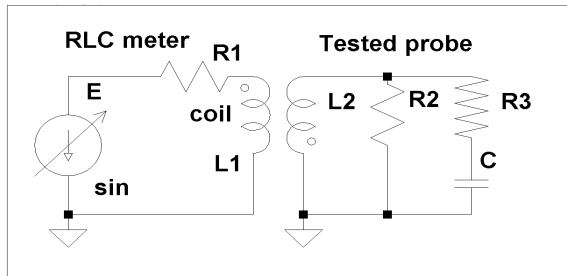 RLC meter
R1
Tested probe
E
coil
L2
R2
R3
L1
C
sin